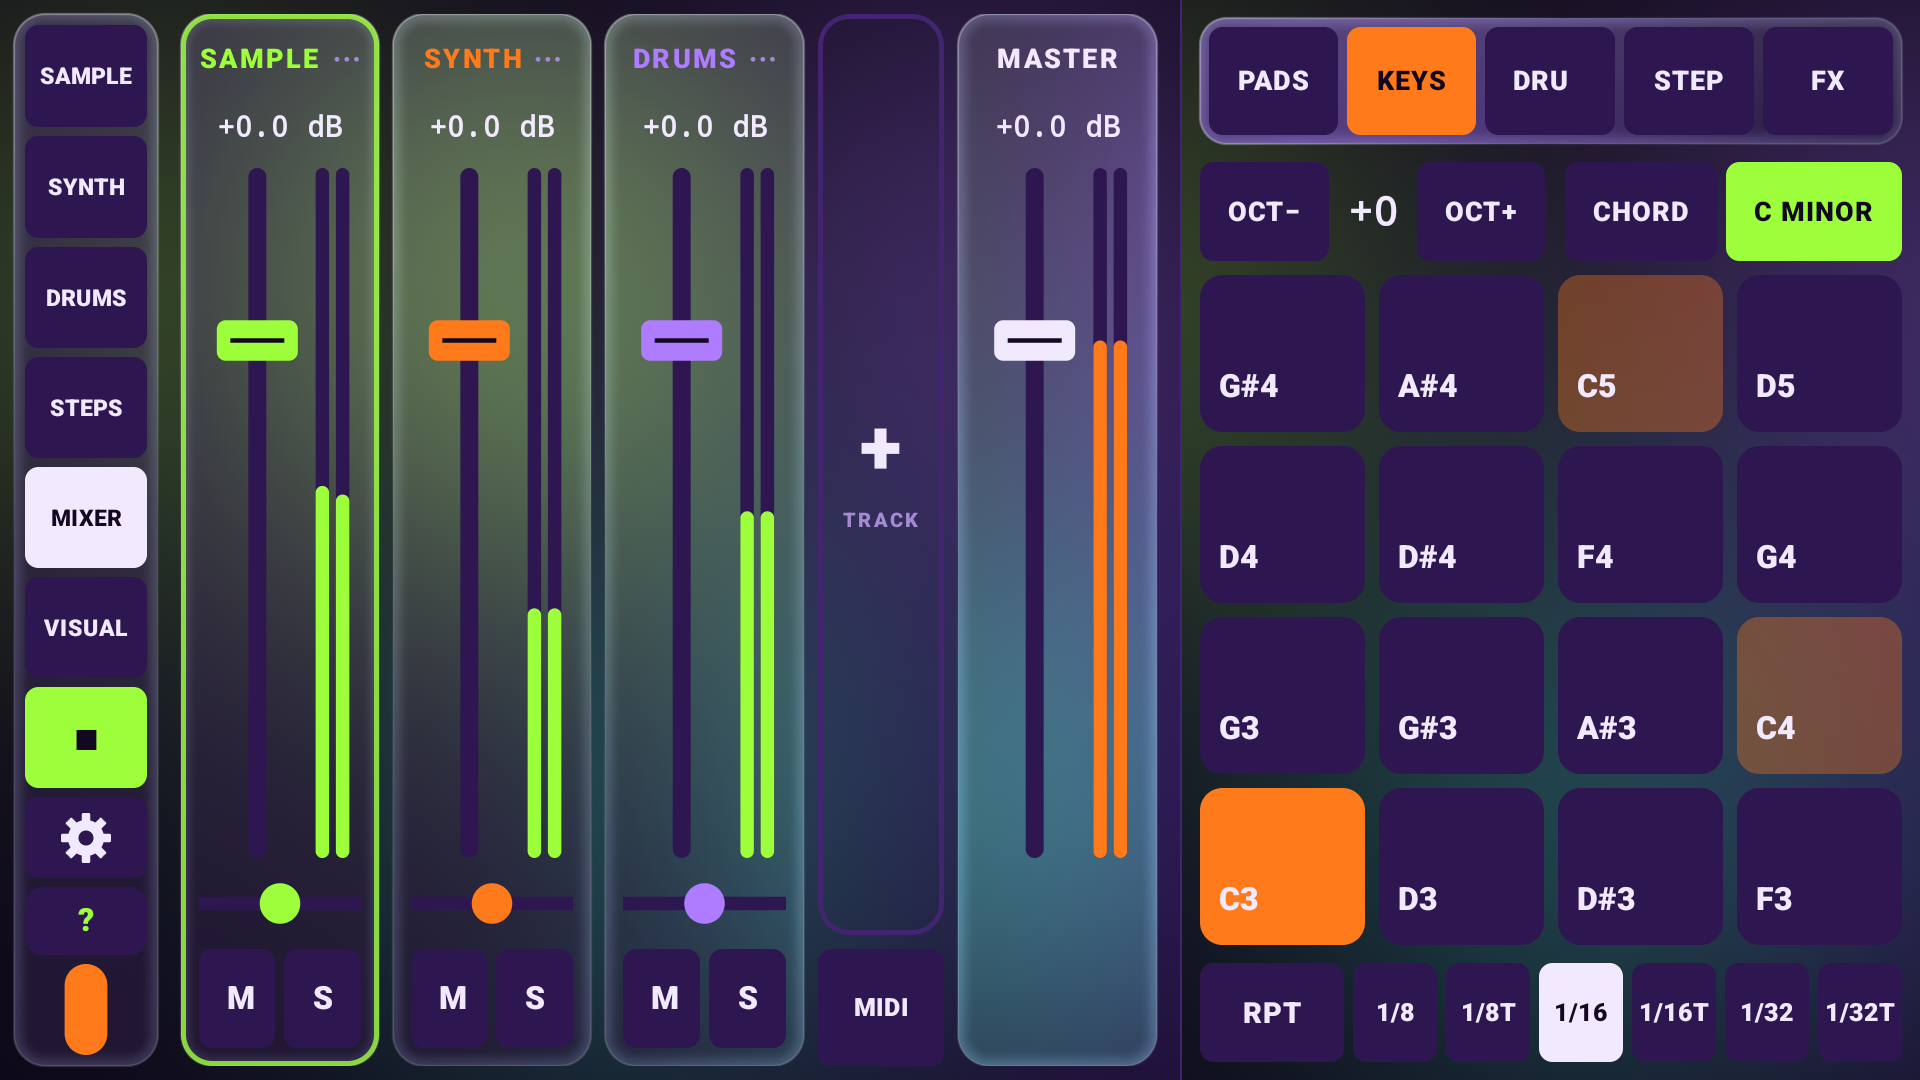 SAMPLE
SYNTH
DRUMS
STEPS
MIXER
VISUAL
?
SAMPLE ...
+0.0 dB
M S
SYNTH ...
+0.0 dB
M S
DRUMS ...
+0.0 dB
M S
+
TRACK
MIDI
MASTER
+0.0 dB
PADS KEYS DRU STEP FX
OCT- +0 OCT+ CHORD C MINOR
G#4 A#4 C5 D5
D4 D#4 F4 G4
G3 G#3 A#3 C4
C3 D3 D#3 F3
RPT 1/8 1/8T 1/16 1/16T 1/32 1/32T